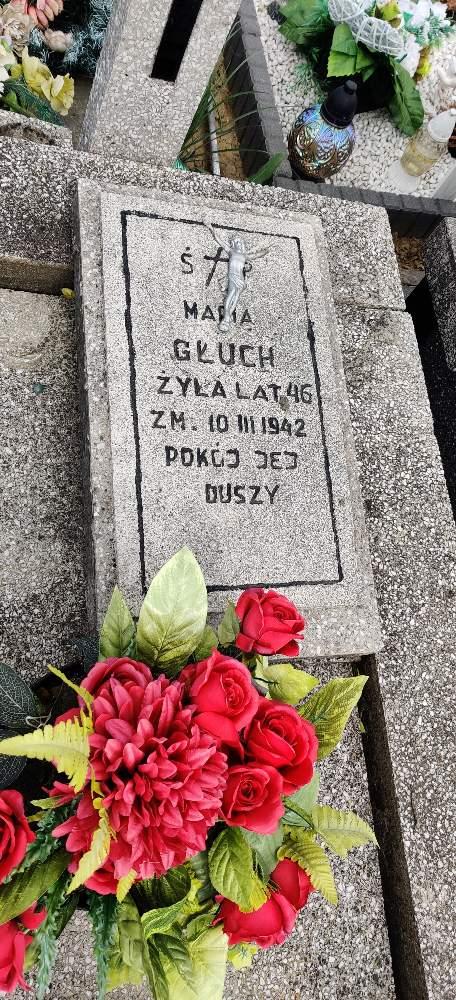 Ś † P
MARIA
GŁUCH
ŻYŁA LAT 46
ZM. 10 III 1942
POKÓJ JEJ
DUSZY